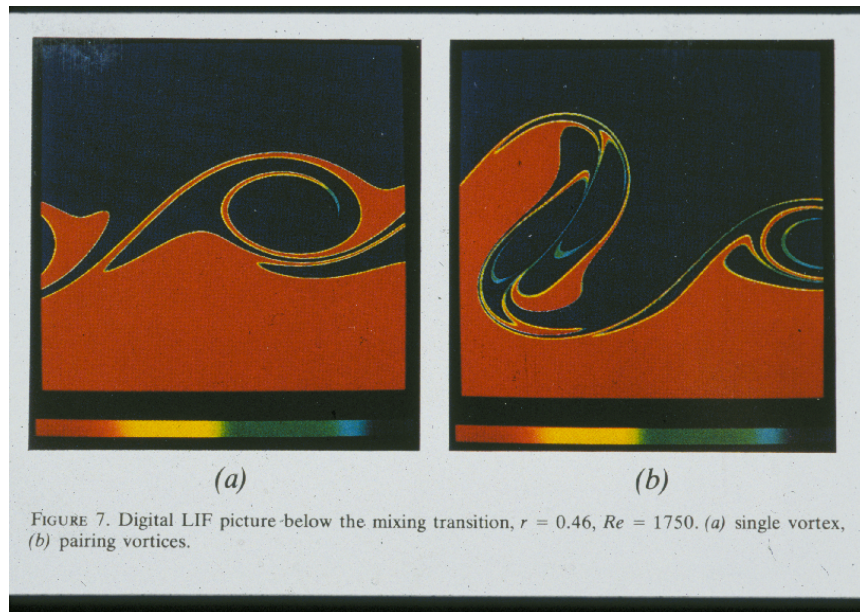 (a)
(b)
FIGURE 7. Digital LIF picture below the mixing transition, r = 0.46, Re = 1750. (a) single vortex,
(b) pairing vortices.